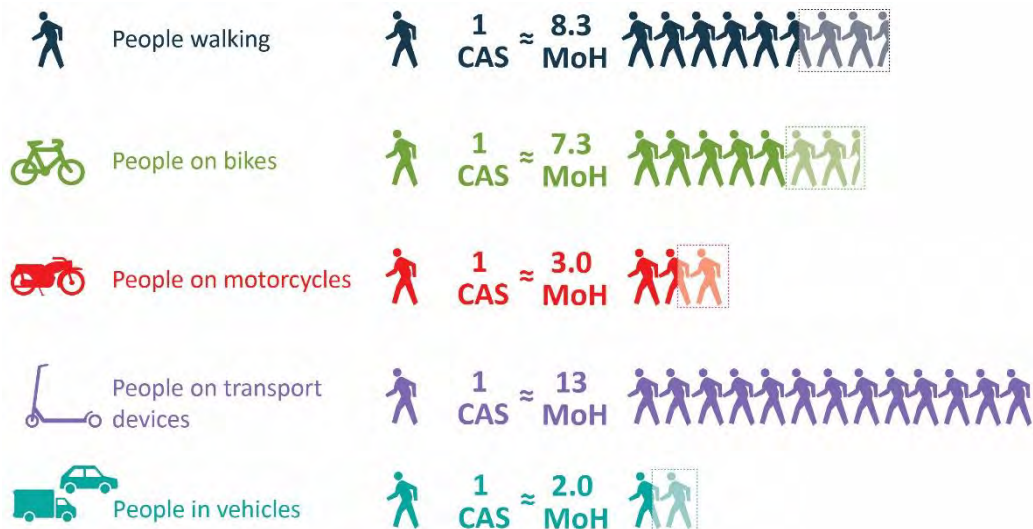 People walking
1 ≈ 8.3
CAS MoH
People on bikes
1 ≈ 7.3
CAS MoH
People on motorcycles
1 ≈ 3.0
CAS MoH
People on transport
devices
1 ≈ 13
CAS MoH
People in vehicles
1 ≈ 2.0
CAS MoH